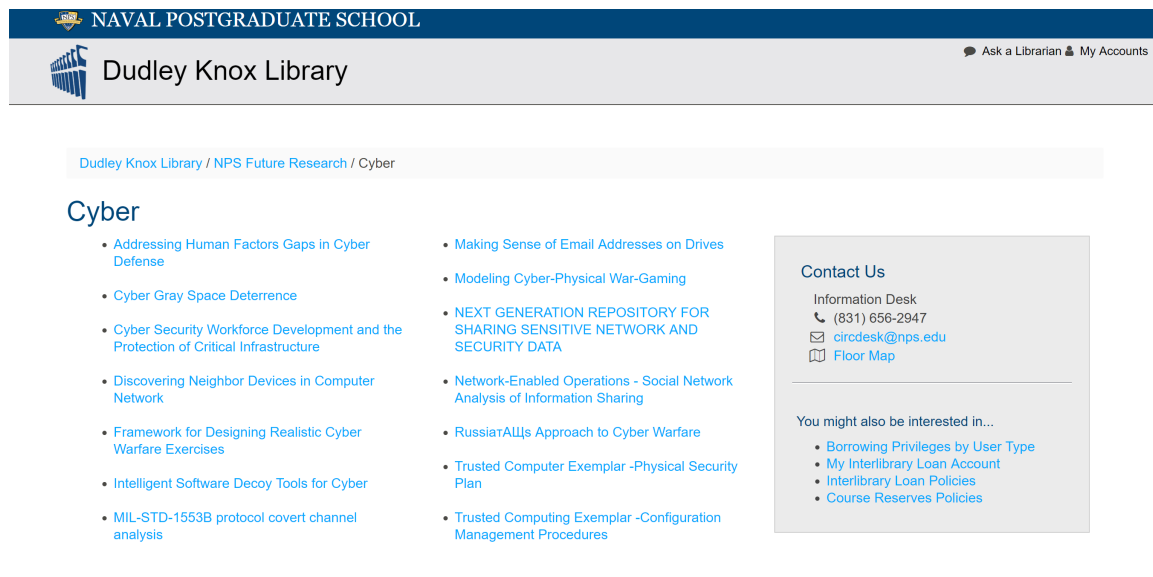 NPS
NAVAL POSTGRADUATE SCHOOL
Dudley Knox Library
Ask a Librarian My Accounts
Dudley Knox Library / NPS Future Research / Cyber
Cyber
Addressing Human Factors Gaps in Cyber
Defense
Cyber Gray Space Deterrence
Cyber Security Workforce Development and the
Protection of Critical Infrastructure
Discovering Neighbor Devices in Computer
Network
Framework for Designing Realistic Cyber
Warfare Exercises
Intelligent Software Decoy Tools for Cyber
MIL-STD-1553B protocol covert channel
analysis
Making Sense of Email Addresses on Drives
Modeling Cyber-Physical War-Gaming
NEXT GENERATION REPOSITORY FOR
SHARING SENSITIVE NETWORK AND
SECURITY DATA
Network-Enabled Operations - Social Network
Analysis of Information Sharing
RussiaтАЩs Approach to Cyber Warfare
Trusted Computer Exemplar -Physical Security
Plan
Trusted Computing Exemplar -Configuration
Management Procedures
Contact Us
Information Desk
(831) 656-2947
circdesk@nps.edu
Floor Map
You might also be interested in...
Borrowing Privileges by User Type
My Interlibrary Loan Account
Interlibrary Loan Policies
Course Reserves Policies